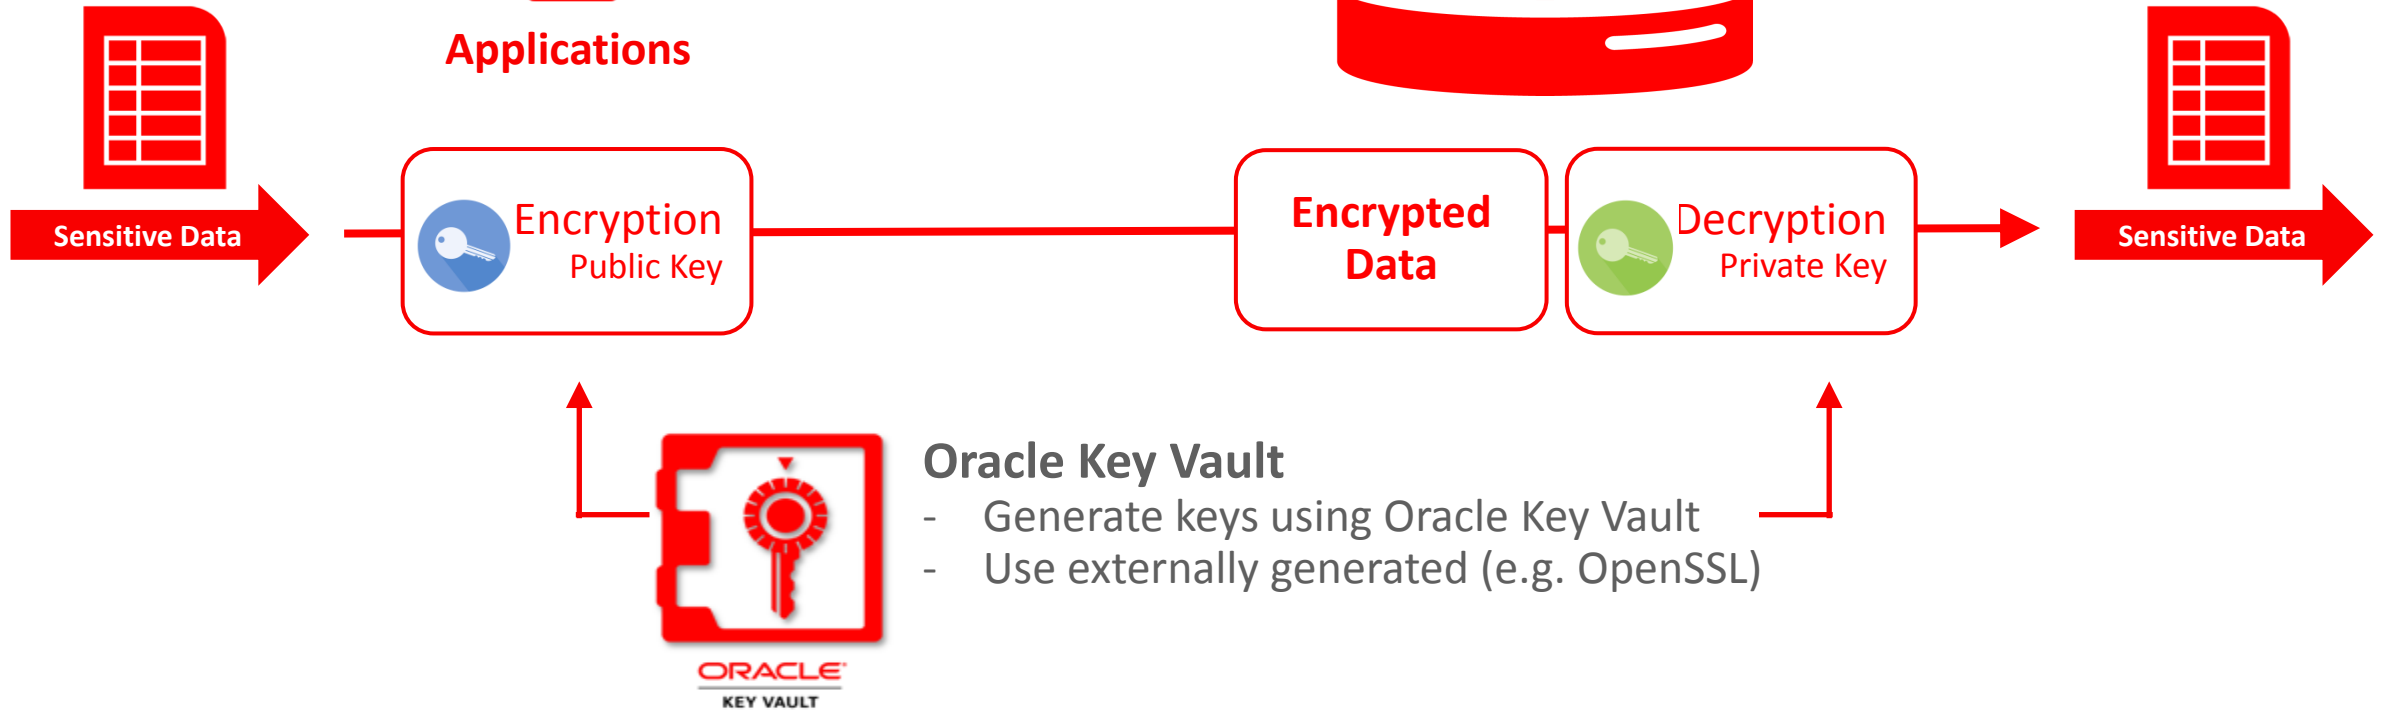 Applications
Sensitive Data
Encryption
Public Key
Encrypted
Data
Decryption
Private Key
Sensitive Data
Oracle Key Vault
- Generate keys using Oracle Key Vault
- Use externally generated (e.g. OpenSSL)
ORACLE
KEY VAULT